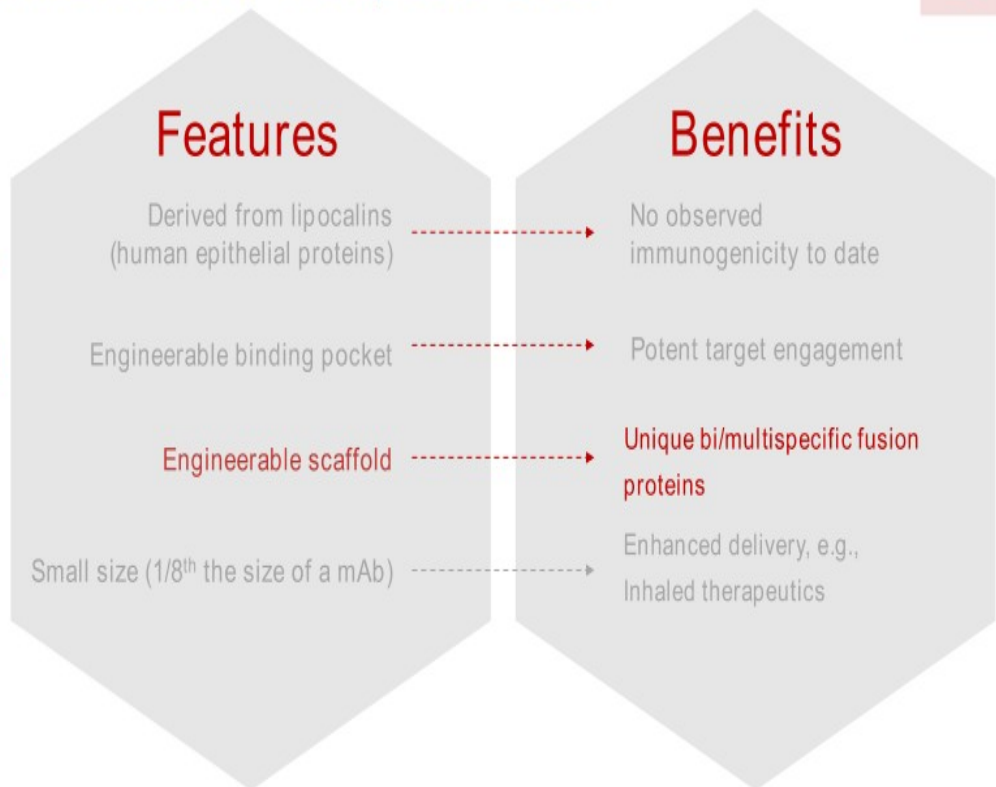 Features
Derived from lipocalins
(human epithelial proteins)
Engineerable binding pocket
Engineerable scaffold
Small size (1/8th the size of a mAb)
Benefits
No observed
immunogenicity to date
Potent target engagement
Unique bi/multispecific fusion
proteins
Enhanced delivery, e.g.,
Inhaled therapeutics